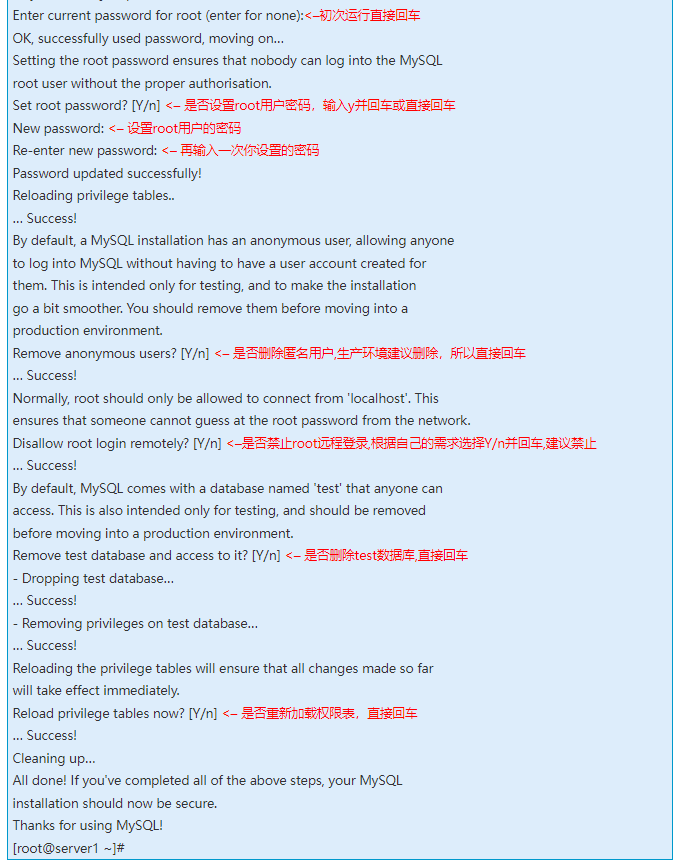 Enter current password for root (enter for none):<–初次运行直接回车
OK, successfully used password, moving on…
Setting the root password ensures that nobody can log into the MySQL
root user without the proper authorisation.
Set root password? [Y/n] <– 是否设置root用户密码，输入y并回车或直接回车
New password: <– 设置root用户的密码
Re-enter new password: <– 再输入一次你设置的密码
Password updated successfully!
Reloading privilege tables..
… Success!
By default, a MySQL installation has an anonymous user, allowing anyone
to log into MySQL without having to have a user account created for
them. This is intended only for testing, and to make the installation
go a bit smoother. You should remove them before moving into a
production environment.
Remove anonymous users? [Y/n] <– 是否删除匿名用户,生产环境建议删除，所以直接回车
… Success!
Normally, root should only be allowed to connect from 'localhost'. This
ensures that someone cannot guess at the root password from the network.
Disallow root login remotely? [Y/n] <–是否禁止root远程登录,根据自己的需求选择Y/n并回车,建议禁止
… Success!
By default, MySQL comes with a database named 'test' that anyone can
access. This is also intended only for testing, and should be removed
before moving into a production environment.
Remove test database and access to it? [Y/n] <– 是否删除test数据库,直接回车
- Dropping test database…
… Success!
- Removing privileges on test database…
… Success!
Reloading the privilege tables will ensure that all changes made so far
will take effect immediately.
Reload privilege tables now? [Y/n] <– 是否重新加载权限表，直接回车
… Success!
Cleaning up…
All done! If you've completed all of the above steps, your MySQL
installation should now be secure.
Thanks for using MySQL!
[root@server1 ~]#